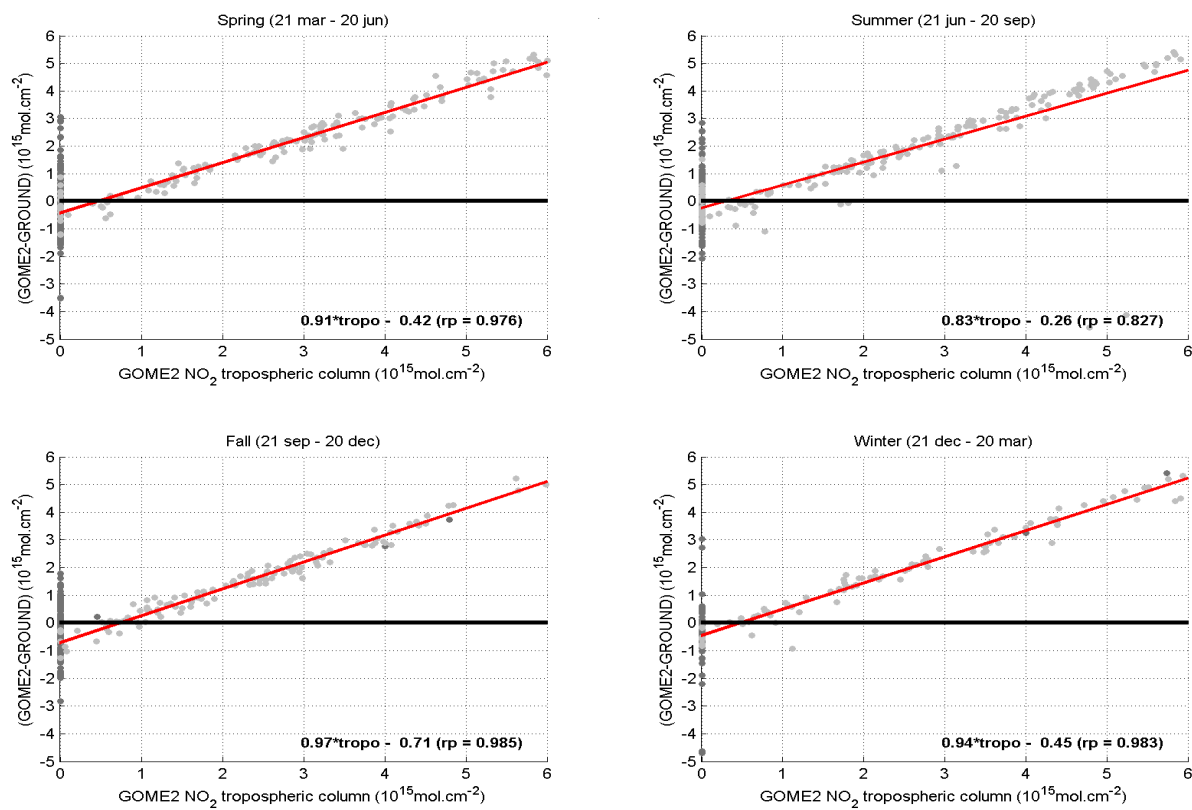 Spring (21 mar - 20 jun)
(GOME2-GROUND) (10^15mol.cm^-2)
6
5
4
3
2
1
0
-1
-2
-3
-4
-5
0.91*tropo - 0.42 (rp = 0.976)
0 1 2 3 4 5 6
GOME2 NO_2 tropospheric column (10^15mol.cm^-2)
Summer (21 jun - 20 sep)
(GOME2-GROUND) (10^15mol.cm^-2)
6
5
4
3
2
1
0
-1
-2
-3
-4
-5
0.83*tropo - 0.26 (rp = 0.827)
0 1 2 3 4 5 6
GOME2 NO_2 tropospheric column (10^15mol.cm^-2)
Fall (21 sep - 20 dec)
(GOME2-GROUND) (10^15mol.cm^-2)
6
5
4
3
2
1
0
-1
-2
-3
-4
-5
0.97*tropo - 0.71 (rp = 0.985)
0 1 2 3 4 5 6
GOME2 NO_2 tropospheric column (10^15mol.cm^-2)
Winter (21 dec - 20 mar)
(GOME2-GROUND) (10^15mol.cm^-2)
6
5
4
3
2
1
0
-1
-2
-3
-4
-5
0.94*tropo - 0.45 (rp = 0.983)
0 1 2 3 4 5 6
GOME2 NO_2 tropospheric column (10^15mol.cm^-2)